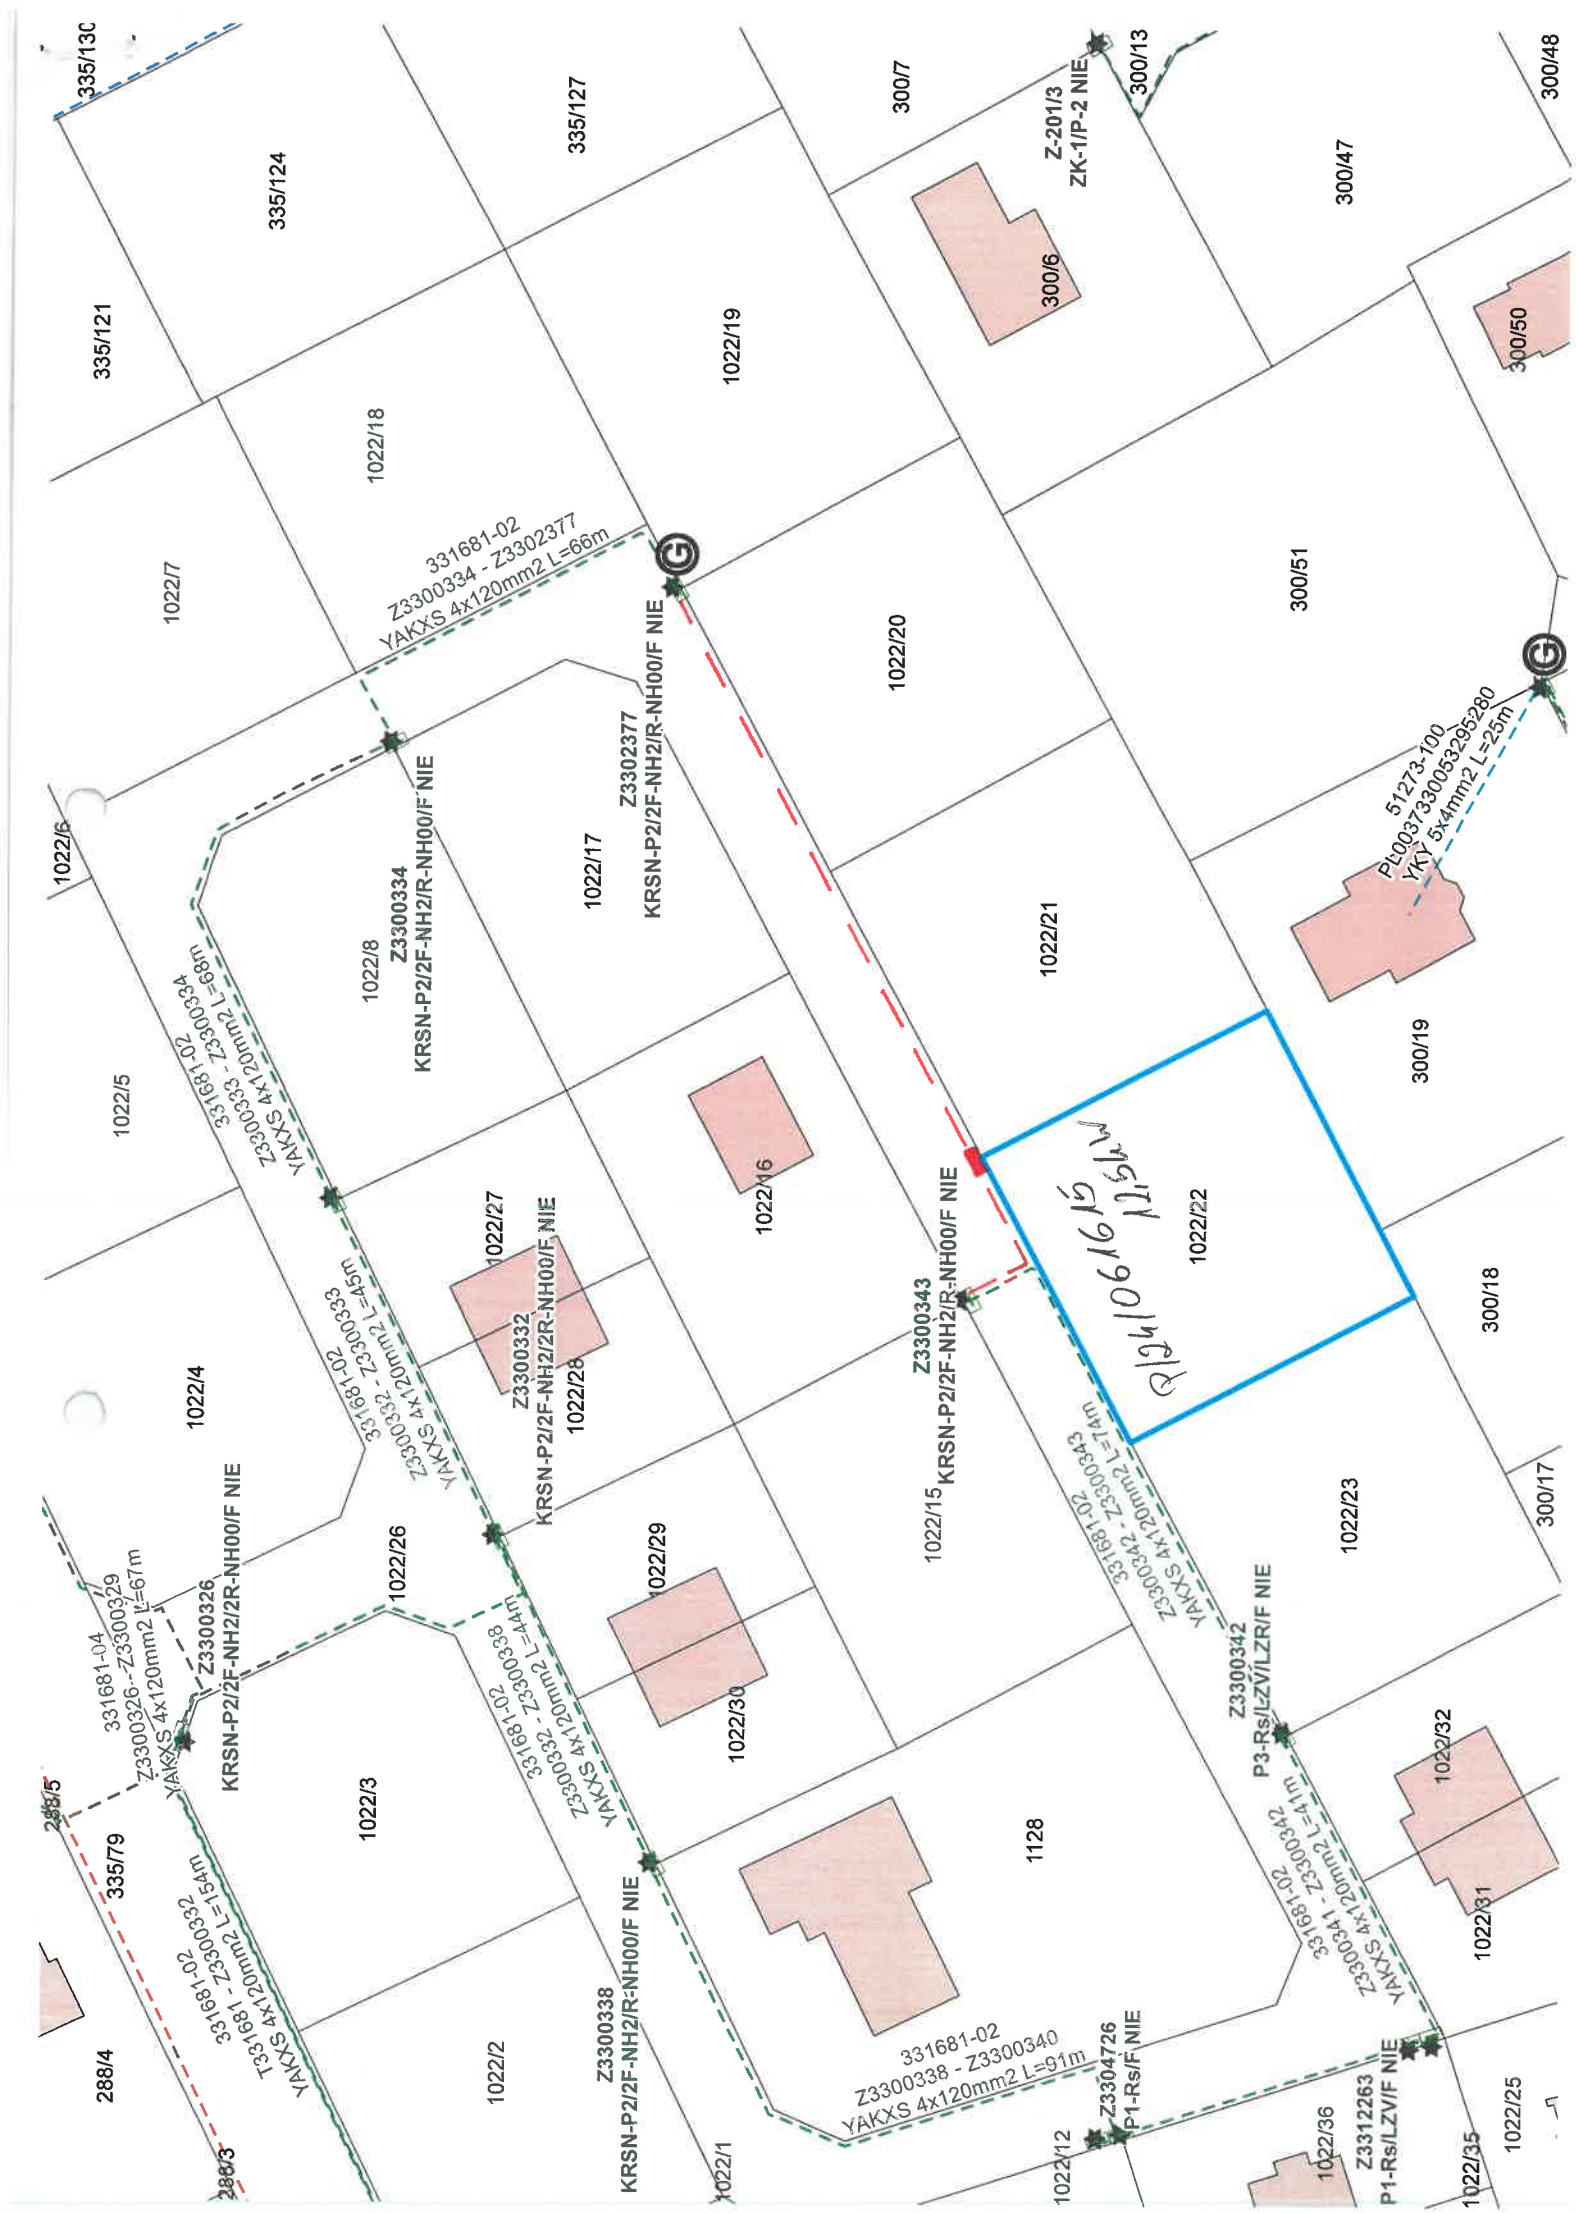 335/130
335/121
335/124
335/127
300/7
Z-201/3
ZK-1/P-2 NIE
300/13
300/48
300/47
1022/7
1022/18
331681-02
Z3300334 - Z3302377
YAKXS 4x120mm2 L=66m
1022/19
300/6
300/50
1022/6
G
1022/20
300/51
G
1022/5
331681-02
Z3300333 - Z3300334
YAKXS 4x120mm2 L=68m
1022/8
Z3300334
KRSN-P2/2F-NH2/R-NH00/F NIE
1022/17
Z3302377
KRSN-P2/2F-NH2/R-NH00/F NIE
1022/21
51273-100
PL0037330053295280
YKY 5x4mm2 L=25m
300/19
1022/4
331681-02
Z3300332 - Z3300333
YAKXS 4x120mm2 L=45m
1022/27
Z3300332
KRSN-P2/2F-NH2/2R-NH00/F NIE
1022/28
1022/16
Z3300343
KRSN-P2/2F-NH2/R-NH00/F NIE
P/24/061615
12,5kW
1022/22
300/18
331681-04
Z3300326 - Z3300329
YAKXS 4x120mm2 L=67m
Z3300326
KRSN-P2/2F-NH2/2R-NH00/F NIE
1022/26
1022/29
1022/15
331681-02
Z3300342 - Z3300343
YAKXS 4x120mm2 L=74m
1022/23
300/17
288/5
335/79
1022/3
331681-02
Z3300332 - Z3300338
YAKXS 4x120mm2 L=44m
1022/30
1128
Z3300342
P3-Rs/LZV/LZR/F NIE
1022/32
288/4
331681-02
T331681 - Z3300332
YAKXS 4x120mm2 L=154m
1022/2
Z3300338
KRSN-P2/2F-NH2/R-NH00/F NIE
331681-02
Z3300338 - Z3300340
YAKXS 4x120mm2 L=91m
331681-02
Z3300341 - Z3300342
YAKXS 4x120mm2 L=41m
1022/31
288/3
1022/1
1022/12
Z3304726
P1-Rs/F NIE
1022/36
Z3312263
P1-Rs/LZV/F NIE
1022/35
1022/25